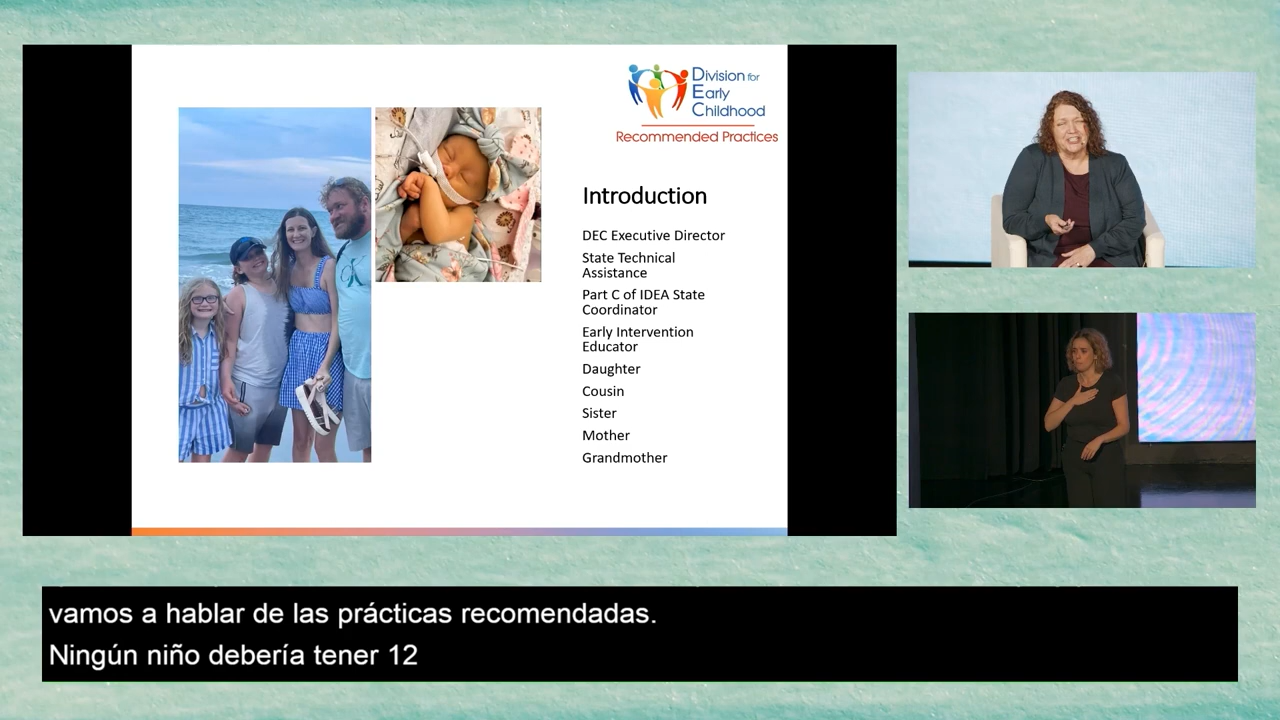 Division for
Early
Childhood
Recommended Practices
Introduction
DEC Executive Director
State Technical
Assistance
Part C of IDEA State
Coordinator
Early Intervention
Educator
Daughter
Cousin
Sister
Mother
Grandmother
vamos a hablar de las prácticas recomendadas.
Ningún niño debería tener 12